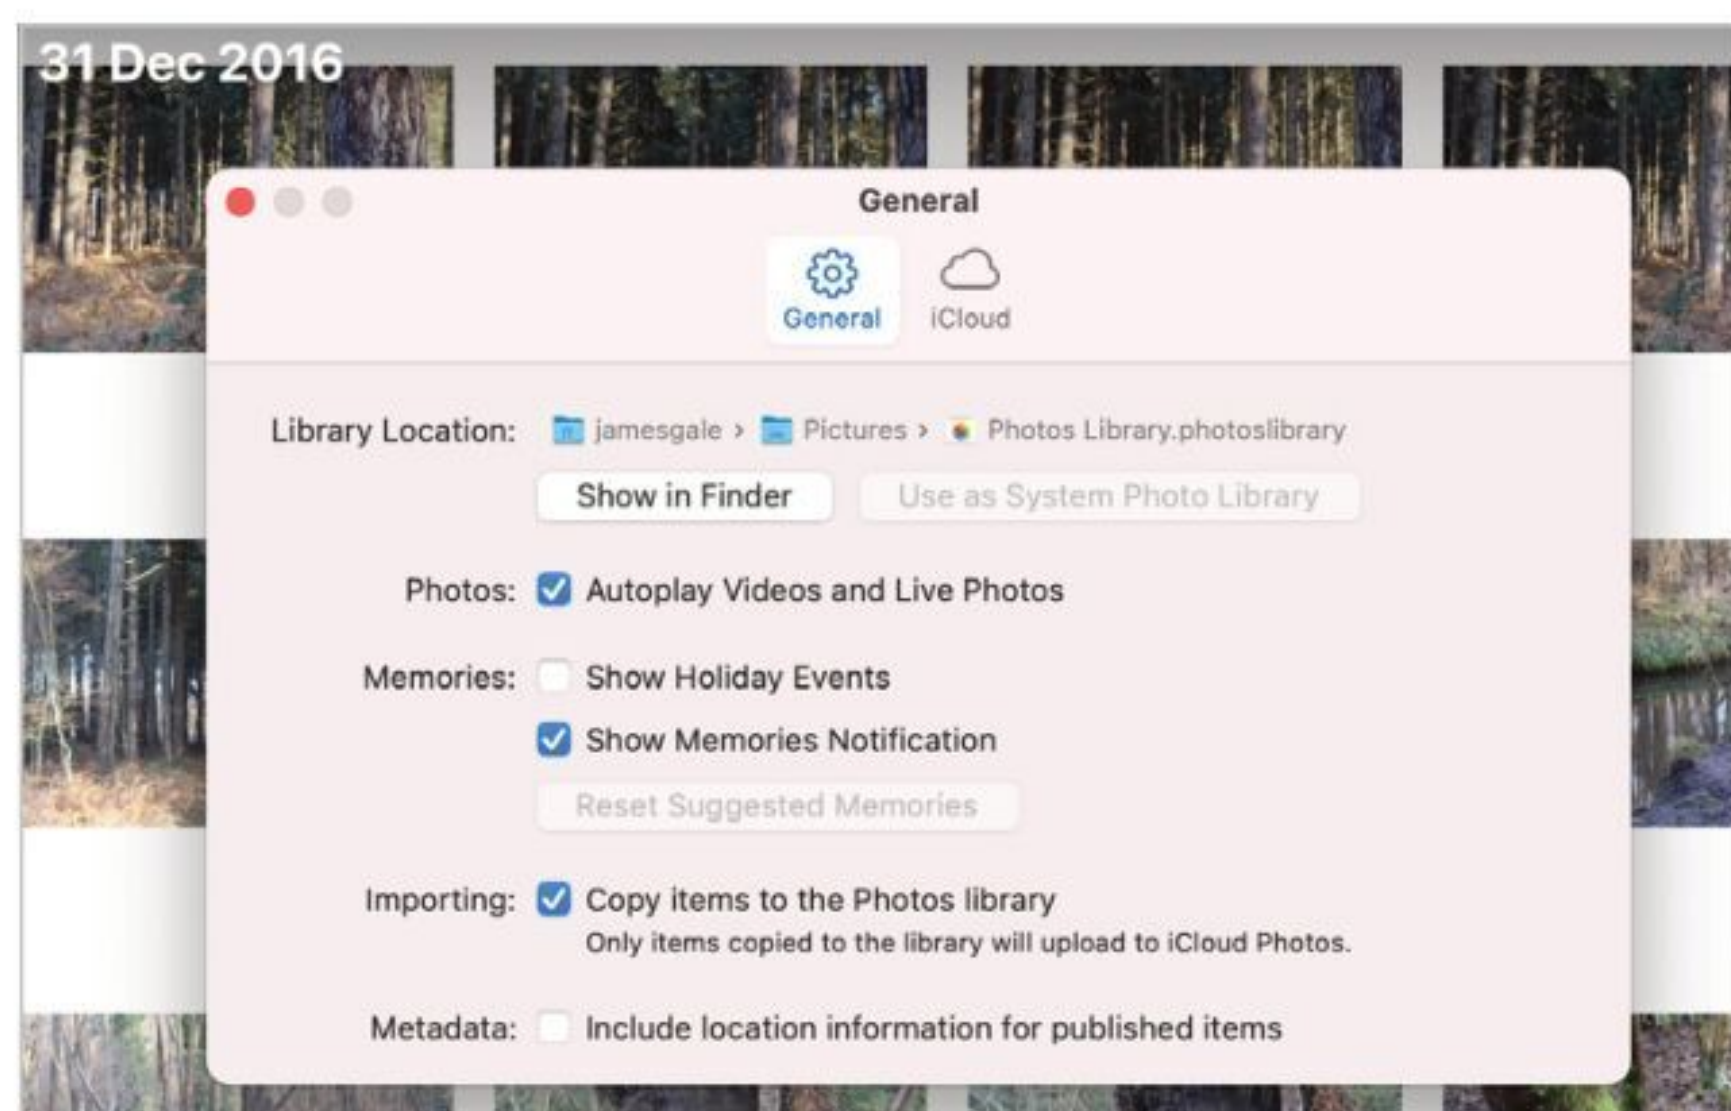 31 Dec 2016
General
General
iCloud
Library Location: jamesgale › Pictures › Photos Library.photoslibrary
Show in Finder
Use as System Photo Library
Photos: Autoplay Videos and Live Photos
Memories: Show Holiday Events
Show Memories Notification
Reset Suggested Memories
Importing: Copy items to the Photos library
Only items copied to the library will upload to iCloud Photos.
Metadata: Include location information for published items